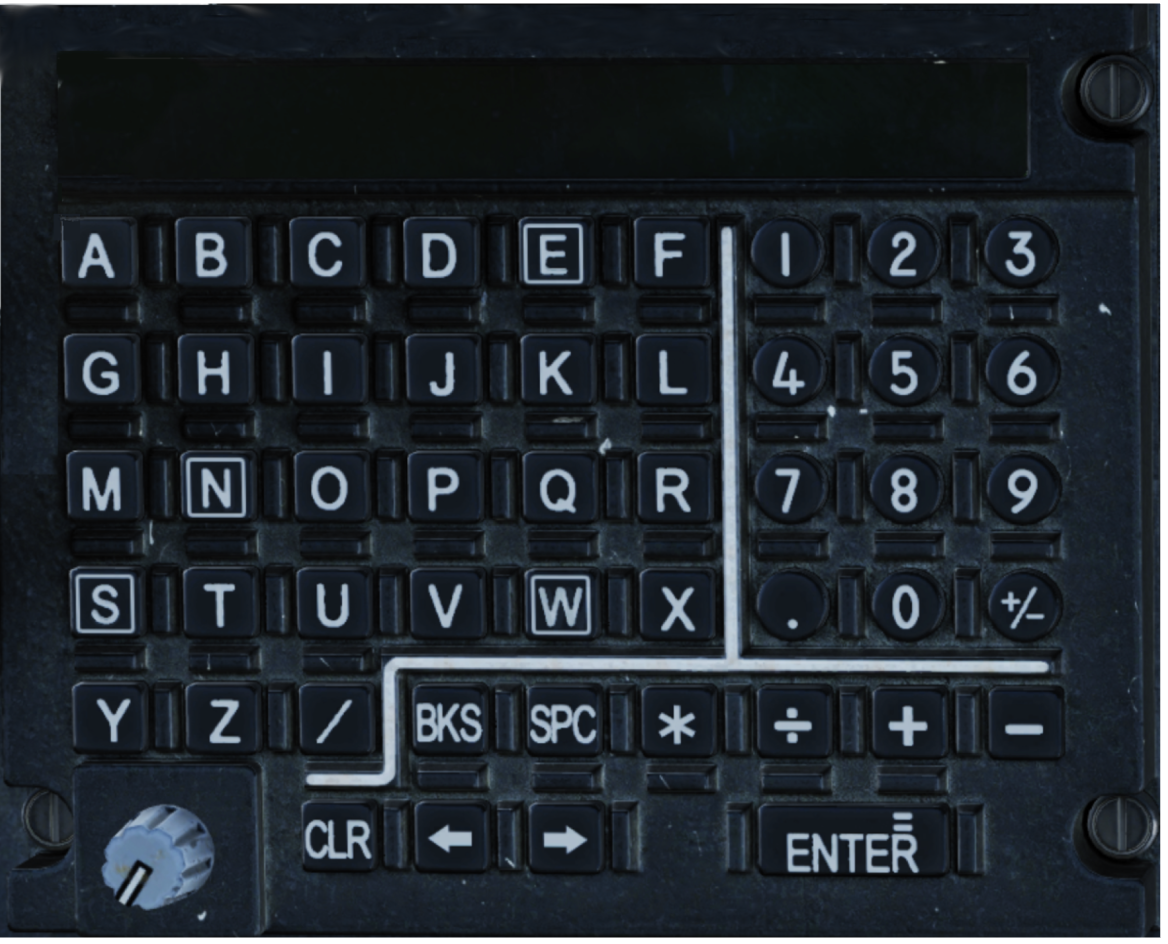 A B C D E F 1 2 3
G H I J K L 4 5 6
M N O P Q R 7 8 9
S T U V W X . 0 +/-
Y Z / BKS SPC * ÷ + -
CLR ← → ENTER =